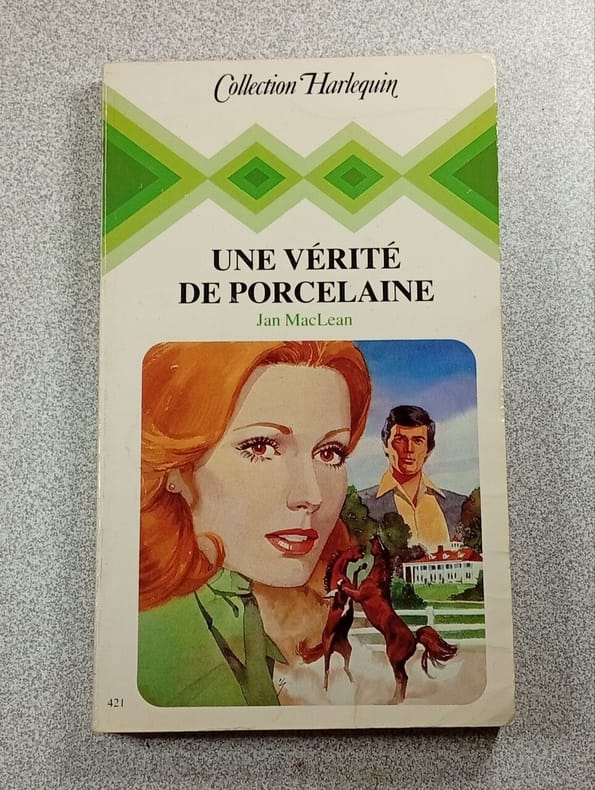 Collection Harlequin
UNE VÉRITÉ
DE PORCELAINE
Jan MacLean
421